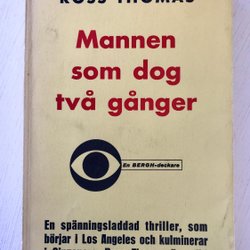 ROSS THOMAS
Mannen
som dog
två gånger
En BERGH-deckare
En spänningsladdad thriller, som
börjar i Los Angeles och kulminerar
i